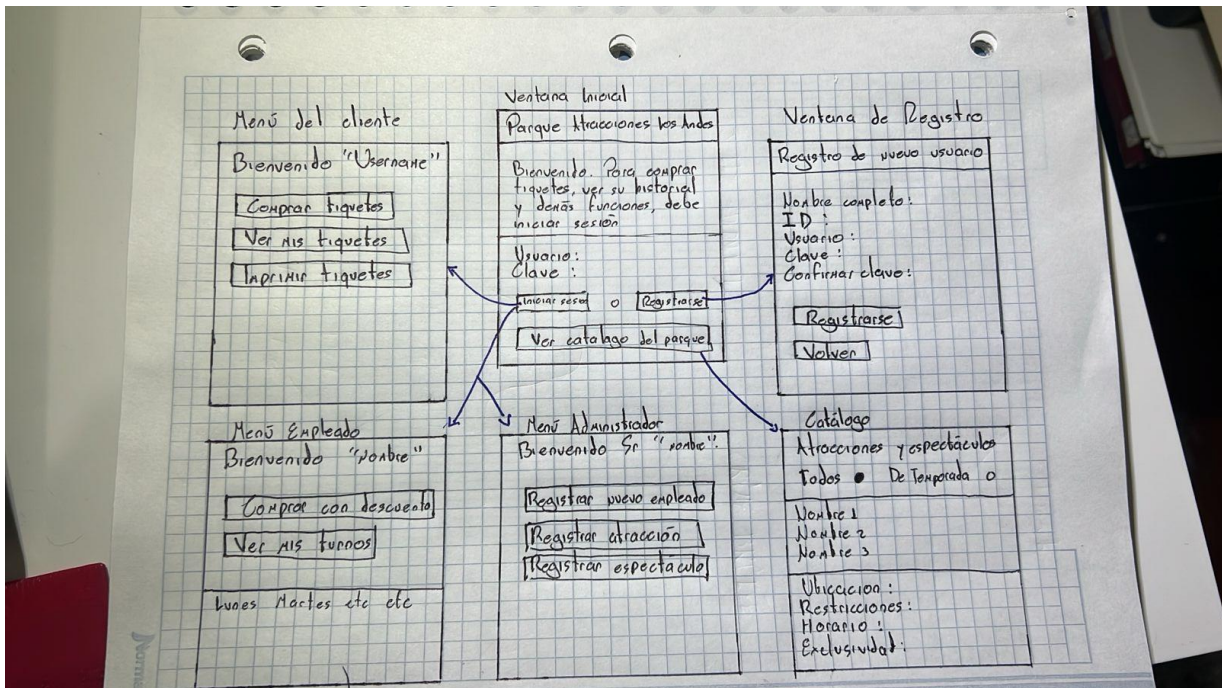 Menú del cliente
Bienvenido "Username"
Comprar tiquetes
Ver mis tiquetes
Imprimir tiquetes
Ventana Inicial
Parque Atracciones Los Andes
Bienvenido. Para comprar
tiquetes, ver su historial
y demás funciones, debe
iniciar sesión
Usuario:
Clave :
Iniciar sesion o Registrarse
Ver catalago del parque
Ventana de Registro
Registro de nuevo usuario
Nombre completo:
ID :
Usuario :
Clave :
Confirmar clave:
Registrarse
Volver
Menú Empleado
Bienvenido "Nombre"
Comprar con descuento
Ver mis turnos
Lunes Martes etc etc
Menú Administrador
Bienvenido Sr "nombre".
Registrar nuevo empleado
Registrar atracción
Registrar espectáculo
Catálogo
Atracciones y espectáculos
Todos De Temporada
Nombre 1
Nombre 2
Nombre 3
Ubicacion :
Restricciones :
Horario :
Exclusividad :
Norma